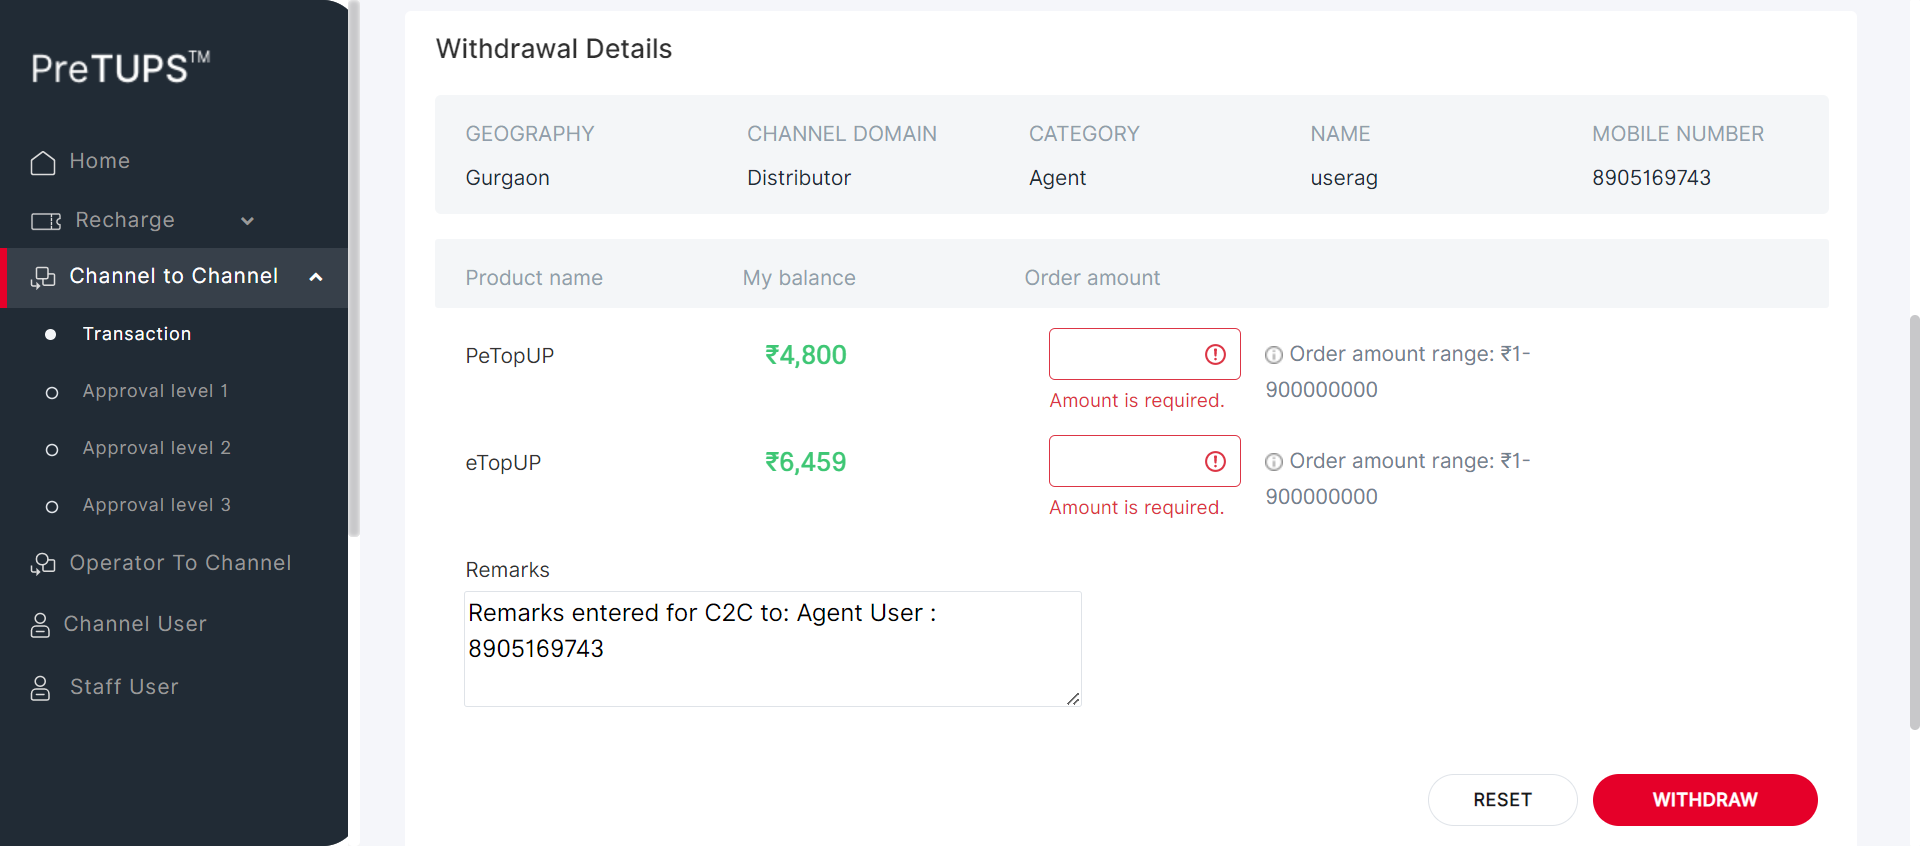 PreTUPS™
Home
Recharge
Channel to Channel
Transaction
Approval level 1
Approval level 2
Approval level 3
Operator To Channel
Channel User
Staff User
Withdrawal Details
GEOGRAPHY CHANNEL DOMAIN CATEGORY NAME MOBILE NUMBER
Gurgaon Distributor Agent userag 8905169743
Product name My balance Order amount
PeTopUP ₹4,800 Order amount range: ₹1-
900000000
Amount is required.
eTopUP ₹6,459 Order amount range: ₹1-
900000000
Amount is required.
Remarks
Remarks entered for C2C to: Agent User :
8905169743
RESET WITHDRAW